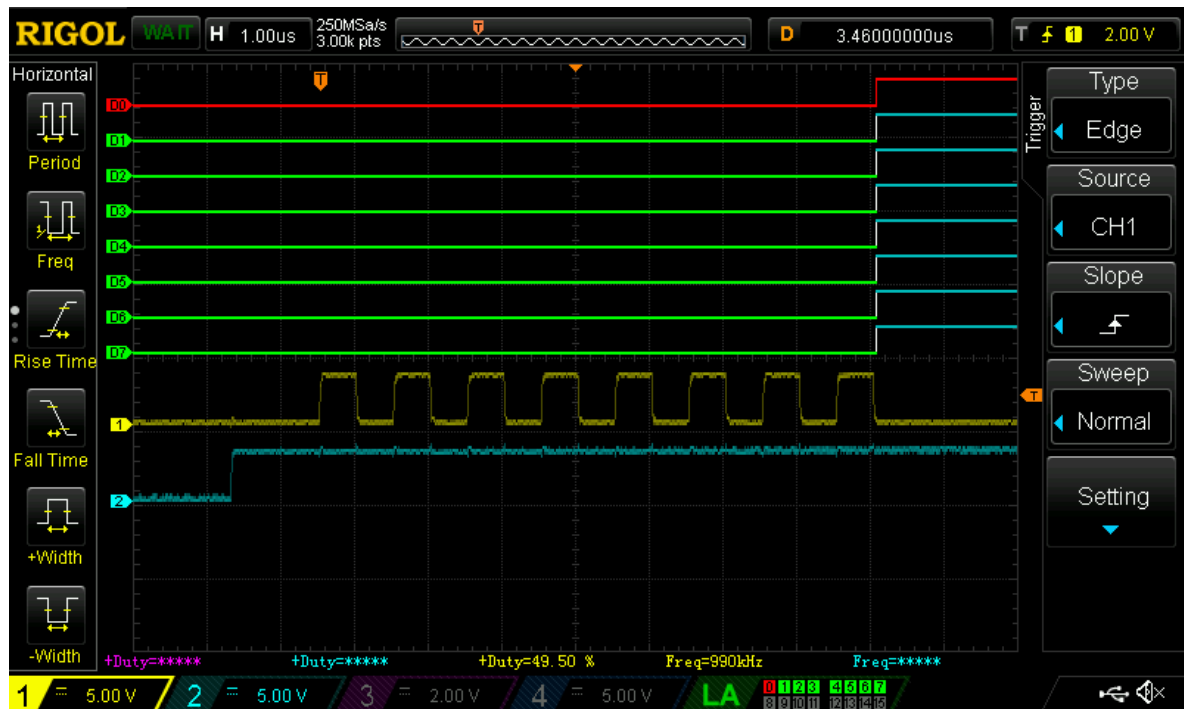 RIGOL WAIT H 1.00us 250MSa/s 3.00k pts T D 3.46000000us T 1 2.00 V
Horizontal
Period
Freq
Rise Time
Fall Time
+Width
-Width
T
D0
D1
D2
D3
D4
D5
D6
D7
1
2
T
Trigger
Type
Edge
Source
CH1
Slope
Sweep
Normal
Setting
+Duty=***** +Duty=***** +Duty=49.50 % Freq=990kHz Freq=*****
1 5.00 V 2 5.00 V 3 2.00 V 4 5.00 V LA 0 1 2 3 4 5 6 7
8 9 10 11 12 13 14 15